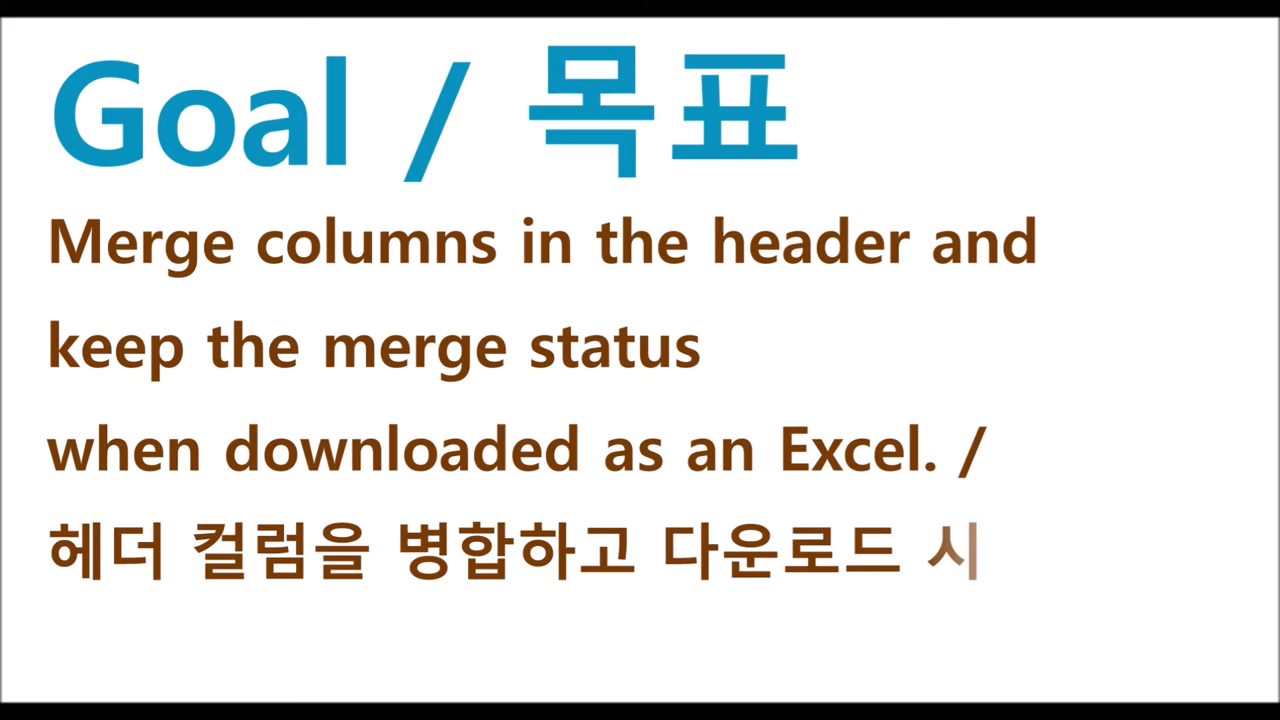 Goal / 목표
Merge columns in the header and
keep the merge status
when downloaded as an Excel. /
헤더 컬럼을 병합하고 다운로드 시